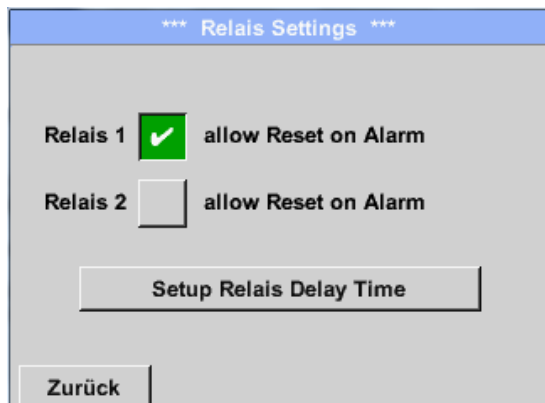 *** Relais Settings ***
Relais 1 ✔ allow Reset on Alarm
Relais 2 allow Reset on Alarm
Setup Relais Delay Time
Zurück